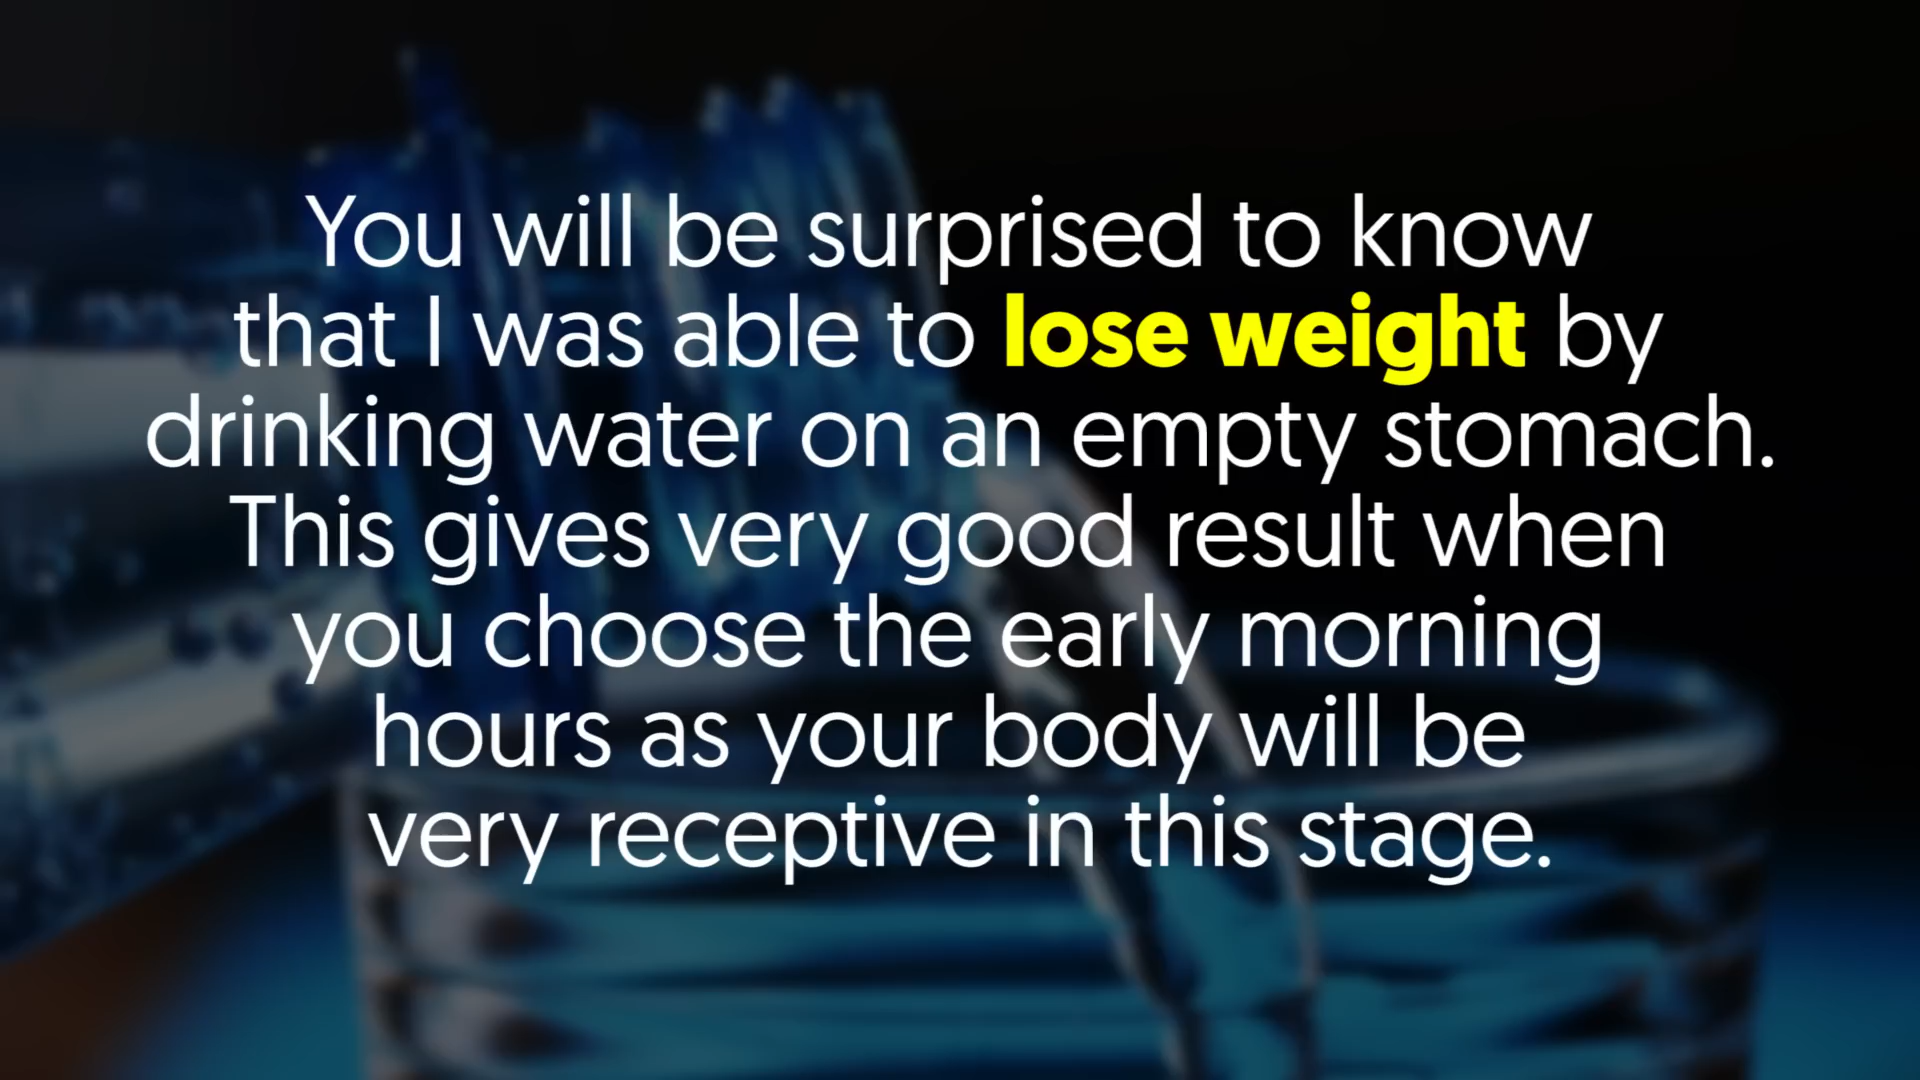 You will be surprised to know
that I was able to lose weight by
drinking water on an empty stomach.
This gives very good result when
you choose the early morning
hours as your body will be
very receptive in this stage.